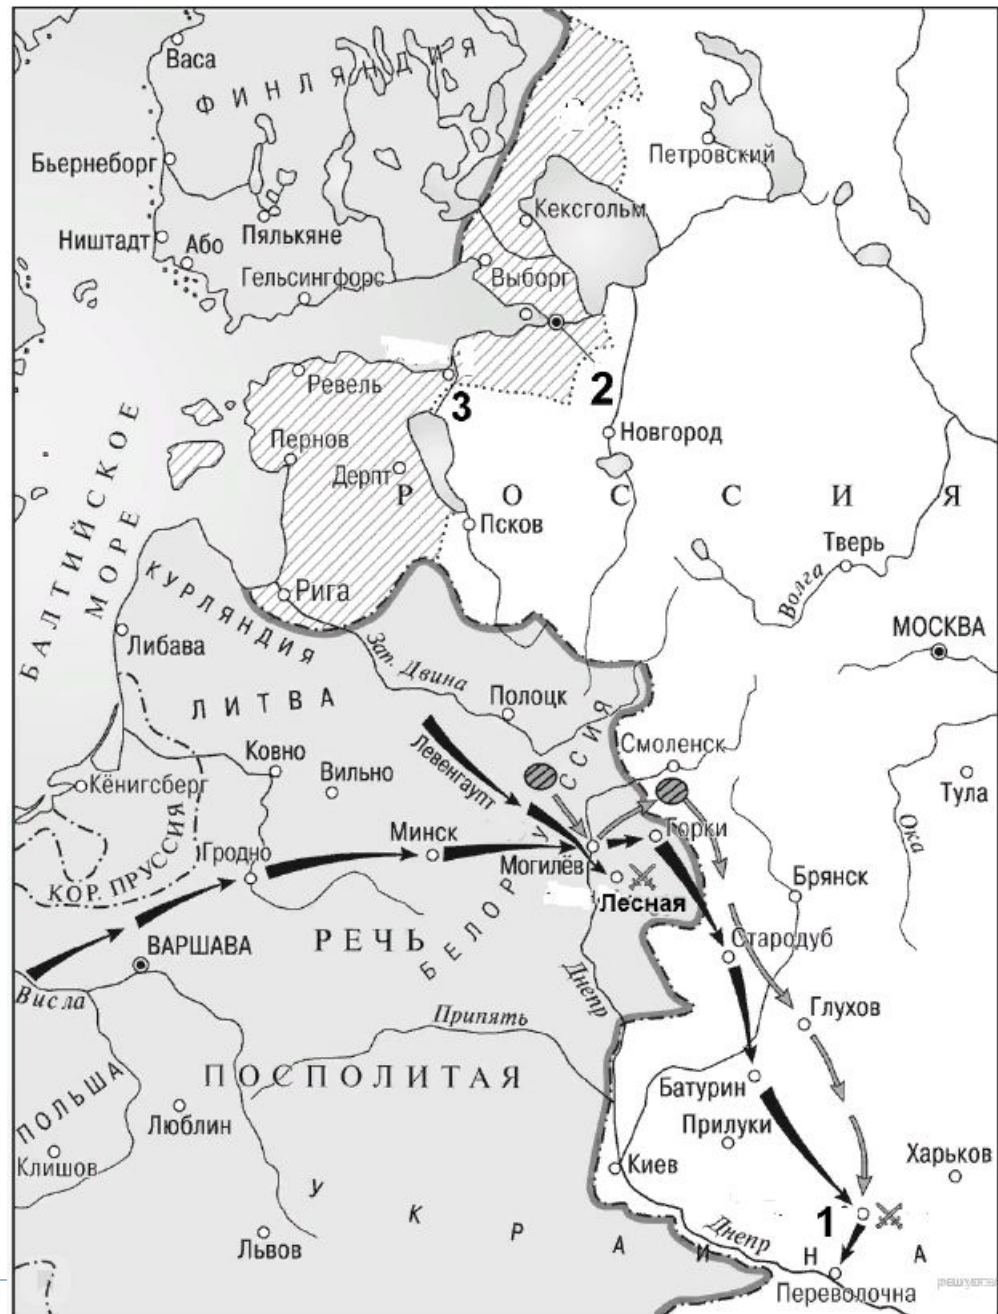 Васа
ФИНЛЯНДИЯ
Бьернеборг
Петровский
Кексгольм
Ништадт
Або
Пялькяне
Гельсингфорс
Выборг
2
Ревель
3
Новгород
Пернов
Дерпт
РОССИЯ
Псков
БАЛТИЙСКОЕ
МОРЕ
Тверь
Волга
КУРЛЯНДИЯ
Рига
МОСКВА
Либава
Зап. Двина
ЛИТВА
Полоцк
Смоленск
Ковно
Вильно
Левенгаупт
Кёнигсберг
Тула
Ока
КОР. ПРУССИЯ
Гродно
Минск
Могилёв
Горки
Лесная
Брянск
БЕЛОРУССИЯ
ВАРШАВА
РЕЧЬ
Стародуб
Висла
Днепр
Глухов
Припять
ПОСПОЛИТАЯ
Батурин
ПОЛЬША
Люблин
Прилуки
Клишов
Киев
Харьков
УКРАИНА
1
Днепр
Львов
Переволочна